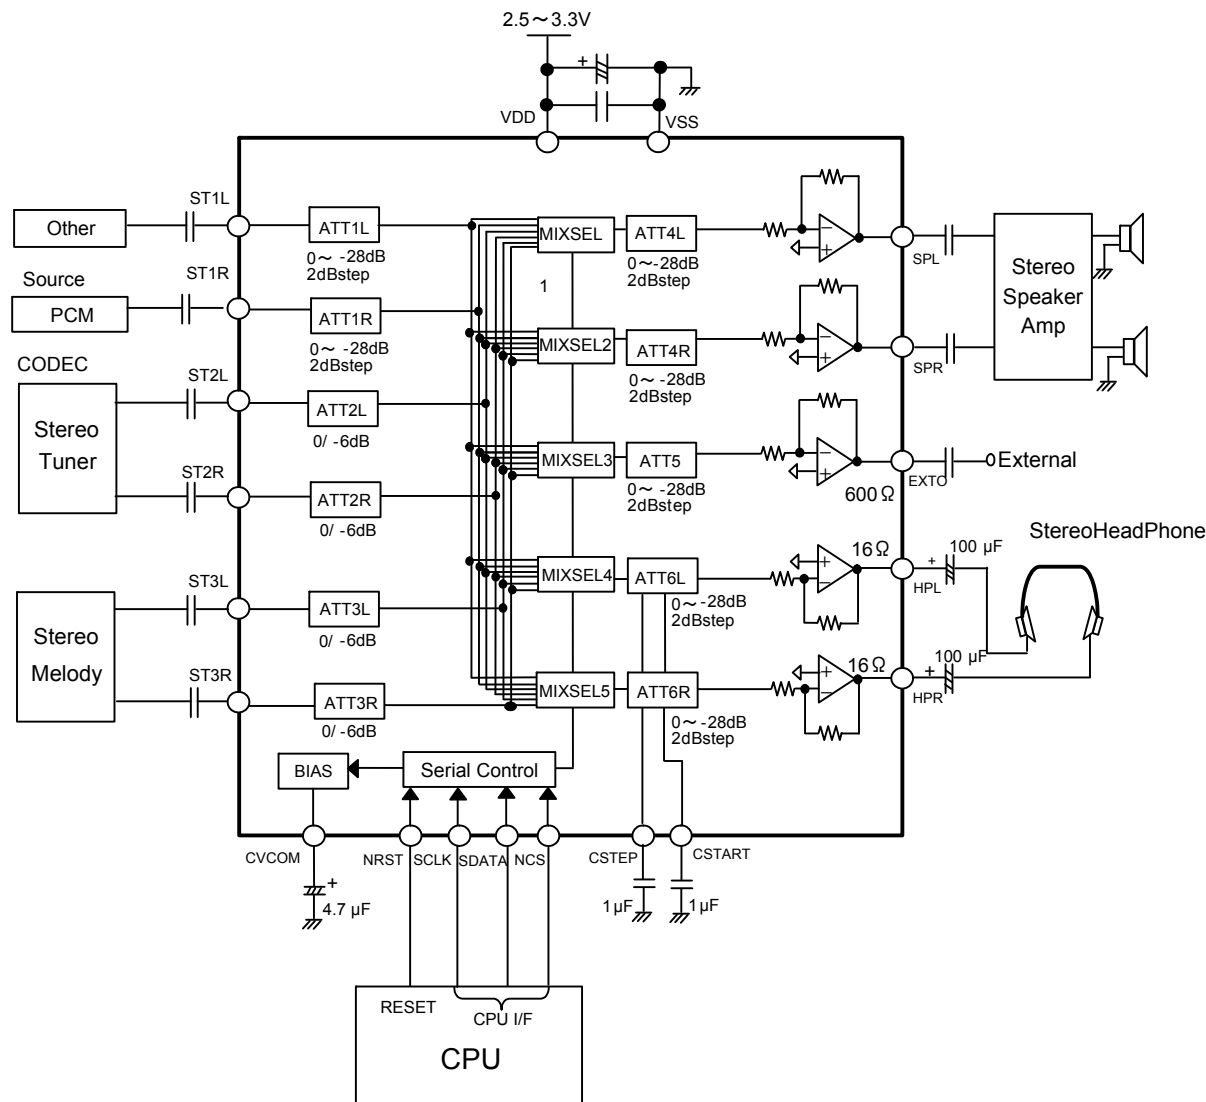 2.5～3.3V
+
VDD
VSS
ST1L
Other
ATT1L
0～ -28dB
2dBstep
MIXSEL
1
ATT4L
0～-28dB
2dBstep
−
+
SPL
Stereo
Speaker
Amp
Source
ST1R
PCM
ATT1R
0～ -28dB
2dBstep
MIXSEL2
ATT4R
0～ -28dB
2dBstep
−
+
SPR
CODEC
ST2L
Stereo
Tuner
ATT2L
0/ -6dB
MIXSEL3
ATT5
0～ -28dB
2dBstep
−
+
600Ω
EXTO
External
ST2R
ATT2R
0/ -6dB
StereoHeadPhone
ST3L
Stereo
Melody
ATT3L
0/ -6dB
MIXSEL4
ATT6L
0～ -28dB
2dBstep
+
−
16Ω
HPL
+
100 µF
ST3R
ATT3R
0/ -6dB
MIXSEL5
ATT6R
0～ -28dB
2dBstep
+
−
16Ω
HPR
+
100 µF
BIAS
Serial Control
CVCOM
NRST
SCLK
SDATA
NCS
CSTEP
CSTART
+
4.7 µF
1µF
1µF
RESET
CPU I/F
CPU